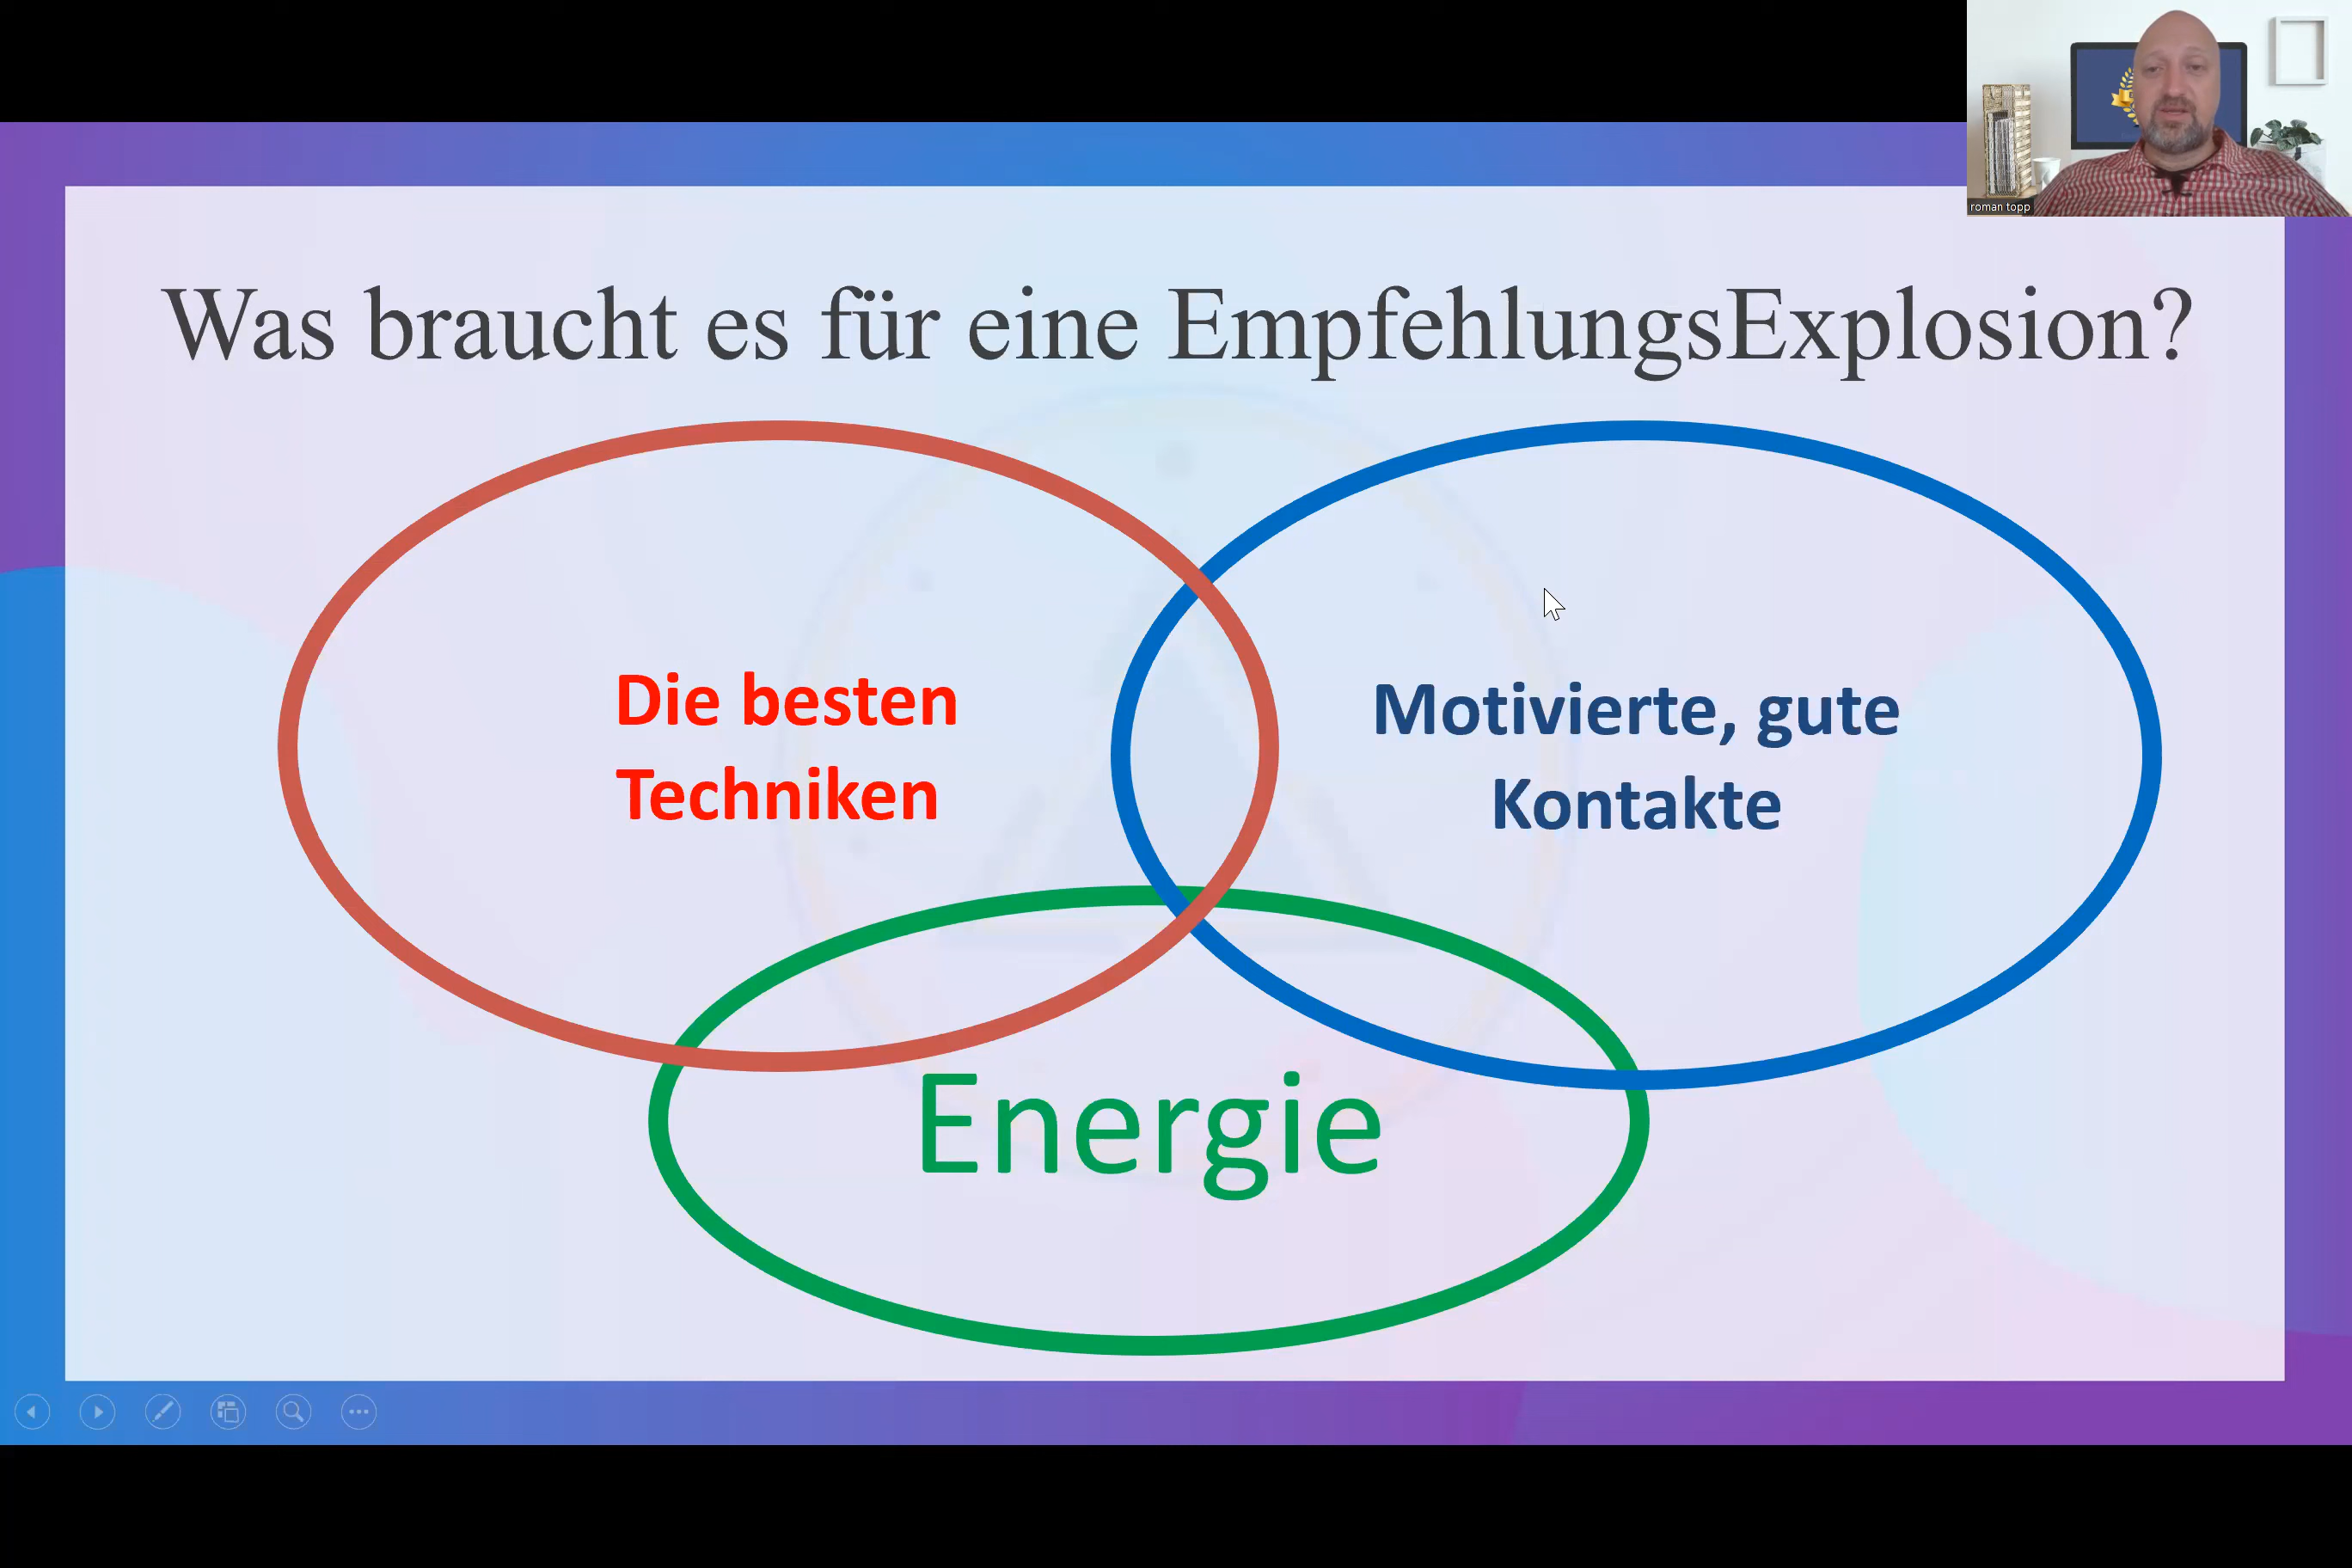 roman topp
Was braucht es für eine EmpfehlungsExplosion?
Die besten
Techniken
Motivierte, gute
Kontakte
Energie